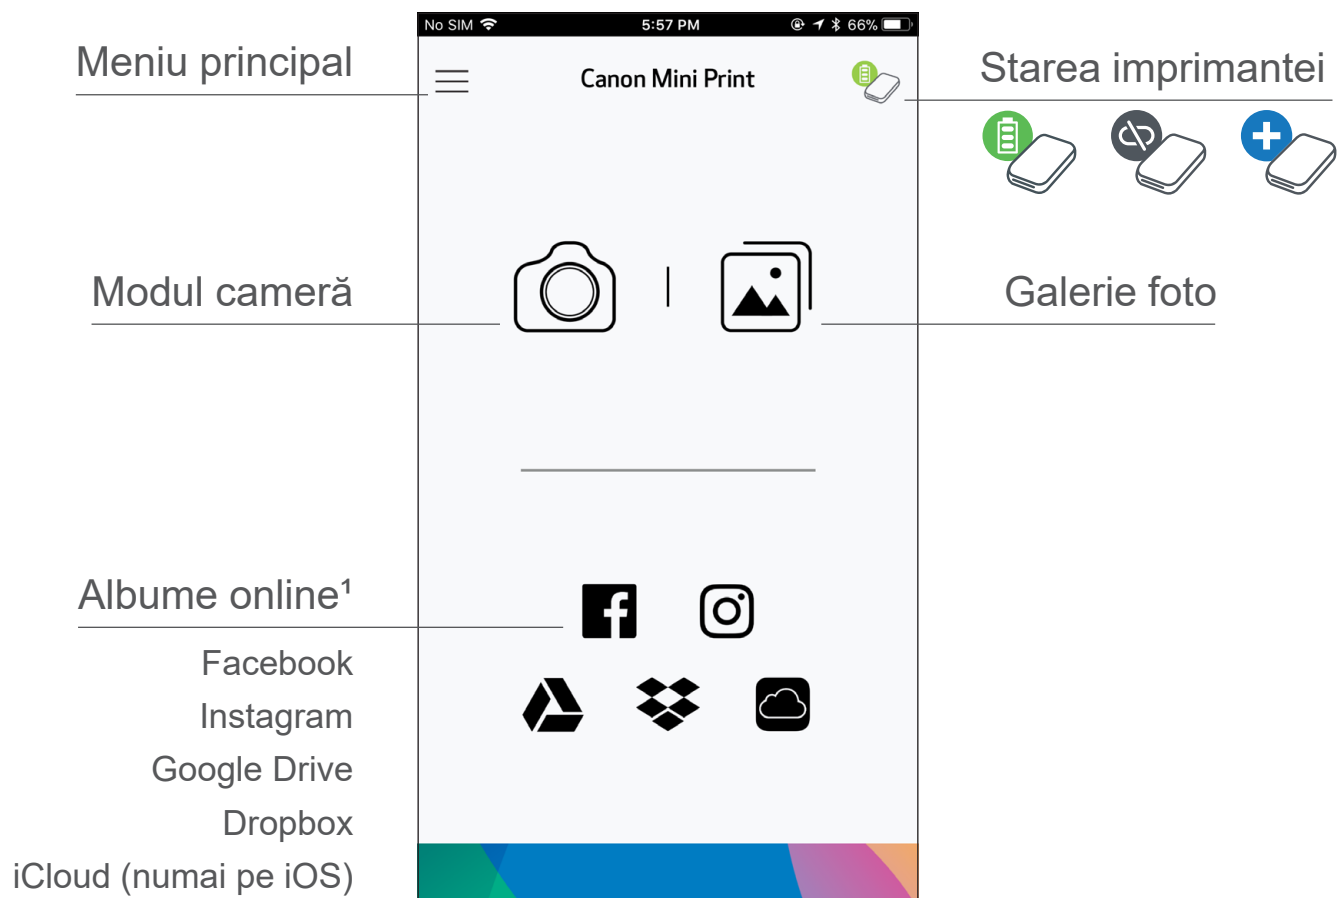 No SIM 5:57 PM 66%
Meniu principal
Canon Mini Print
Starea imprimantei
Modul cameră
Galerie foto
Albume online¹
Facebook
Instagram
Google Drive
Dropbox
iCloud (numai pe iOS)